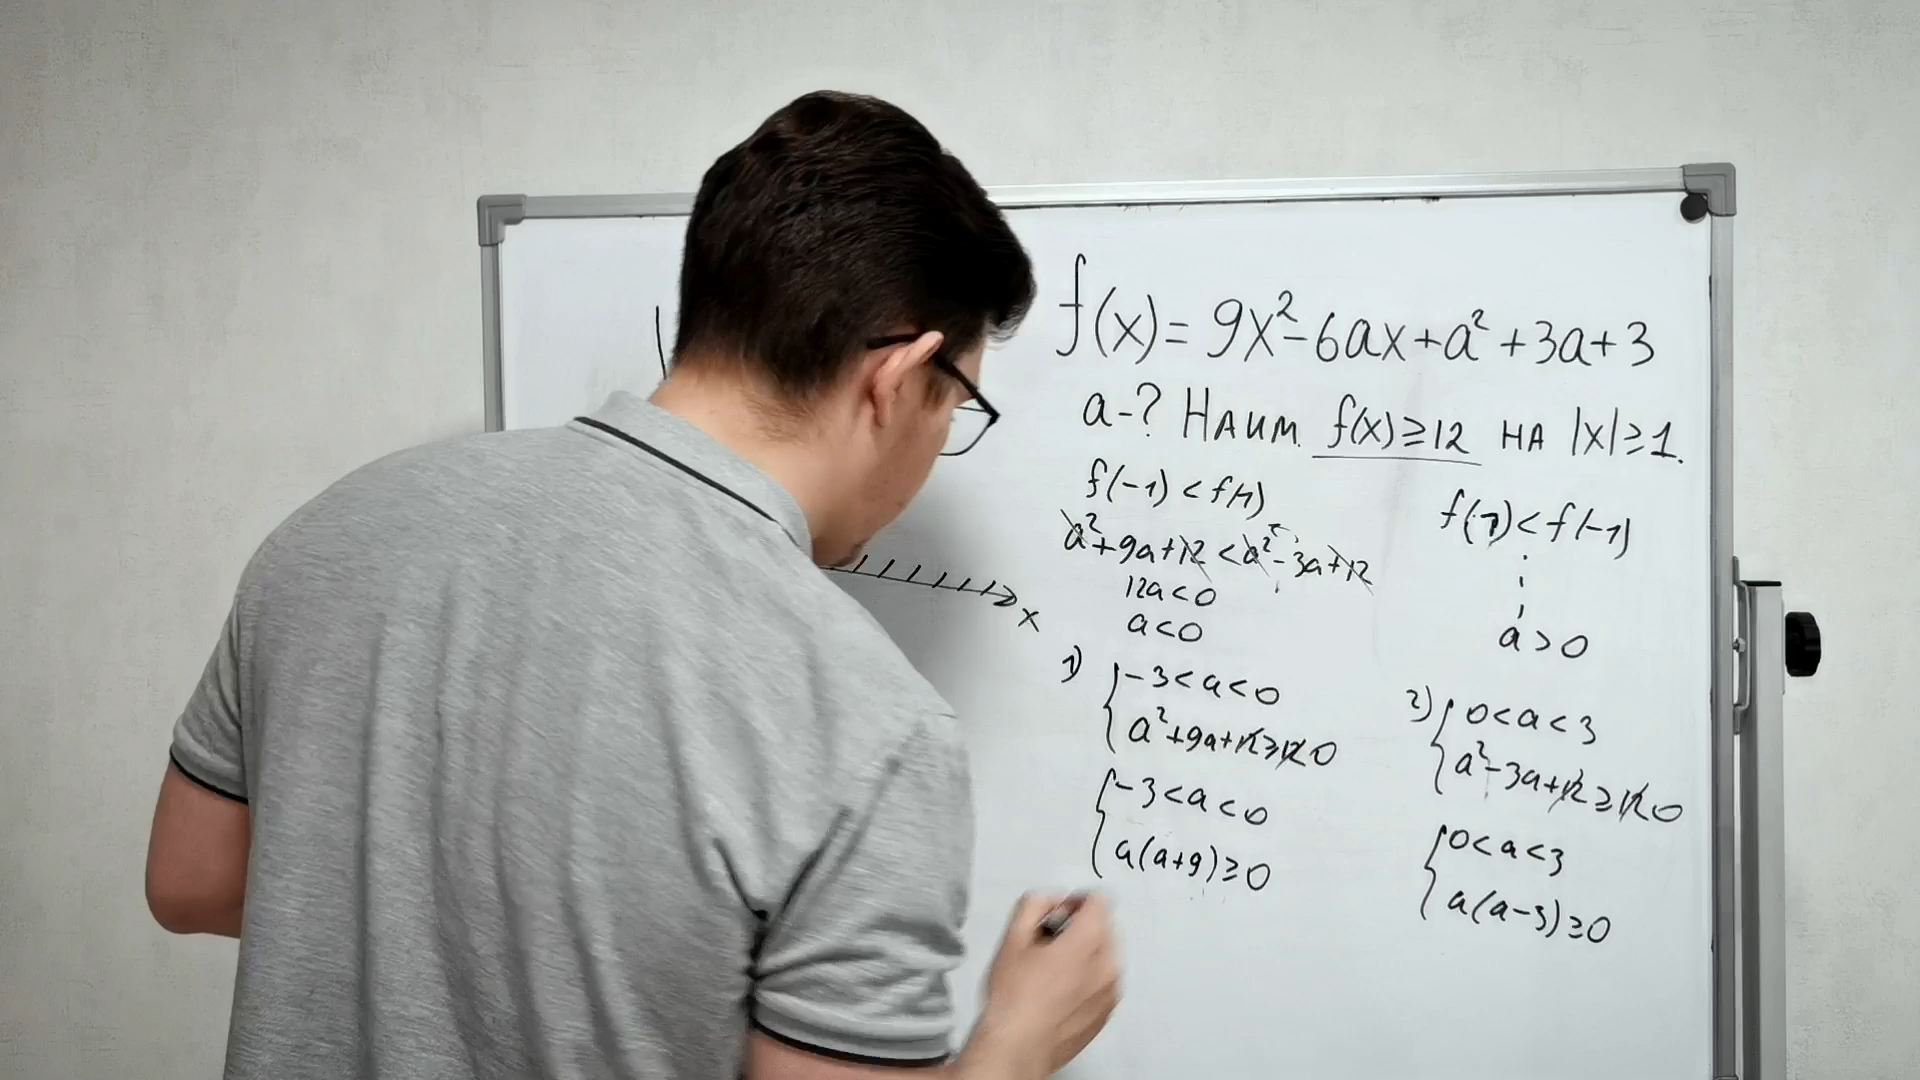 f(x)= 9x²-6ax+a²+3a+3
a-? Наим. f(x)≥12 на |x|≥1.
f(-1)<f(1)
a²+9a+12<a²-3a+12
12a<0
a<0
f(1)<f(-1)
a>0
1) {-3<a<0
a²+9a+12≥12 0
{-3<a<0
a(a+9)≥0
2) {0<a<3
a²-3a+12≥12 0
{0<a<3
a(a-3)≥0
x